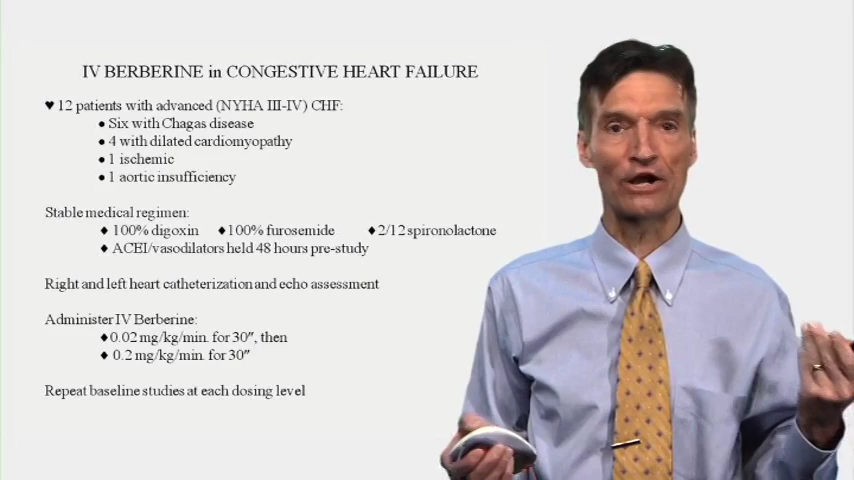 IV BERBERINE in CONGESTIVE HEART FAILURE
♥ 12 patients with advanced (NYHA III-IV) CHF:
● Six with Chagas disease
● 4 with dilated cardiomyopathy
● 1 ischemic
● 1 aortic insufficiency
Stable medical regimen:
♦ 100% digoxin ♦100% furosemide ♦2/12 spironolactone
♦ ACEI/vasodilators held 48 hours pre-study
Right and left heart catheterization and echo assessment
Administer IV Berberine:
♦0.02 mg/kg/min. for 30″, then
♦ 0.2 mg/kg/min. for 30″
Repeat baseline studies at each dosing level